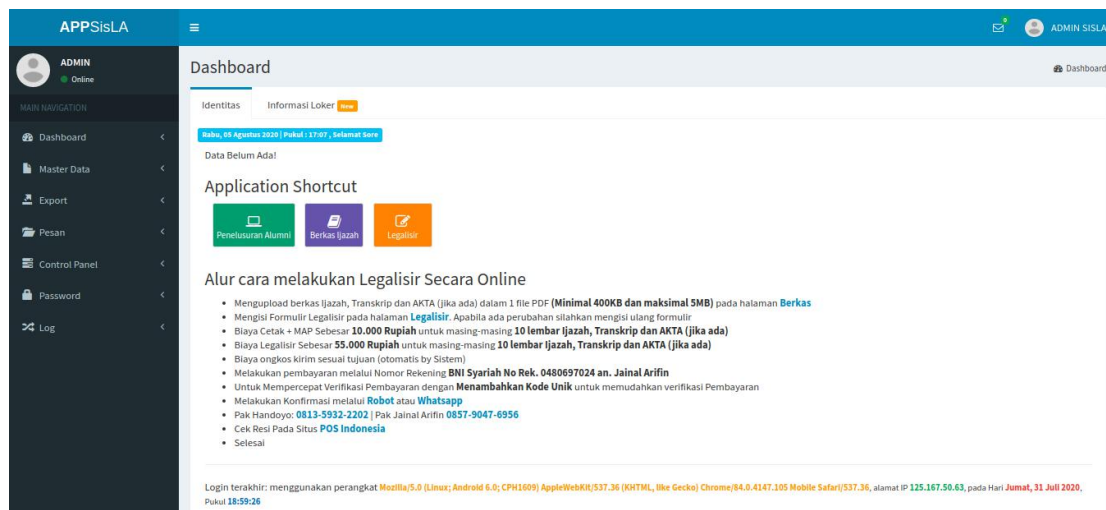 APPSisLA
0
ADMIN SISLA
ADMIN
Online
Dashboard
Dashboard
MAIN NAVIGATION
Dashboard
Master Data
Export
Pesan
Control Panel
Password
Log
Identitas
Informasi Loker New
Rabu, 05 Agustus 2020 | Pukul : 17:07 , Selamat Sore
Data Belum Ada!
Application Shortcut
Penelusuran Alumni
Berkas Ijazah
Legalisir
Alur cara melakukan Legalisir Secara Online
Mengupload berkas Ijazah, Transkrip dan AKTA (jika ada) dalam 1 file PDF (Minimal 400KB dan maksimal 5MB) pada halaman Berkas
Mengisi Formulir Legalisir pada halaman Legalisir. Apabila ada perubahan silahkan mengisi ulang formulir
Biaya Cetak + MAP Sebesar 10.000 Rupiah untuk masing-masing 10 lembar Ijazah, Transkrip dan AKTA (jika ada)
Biaya Legalisir Sebesar 55.000 Rupiah untuk masing-masing 10 lembar Ijazah, Transkrip dan AKTA (jika ada)
Biaya ongkos kirim sesuai tujuan (otomatis by Sistem)
Melakukan pembayaran melalui Nomor Rekening BNI Syariah No Rek. 0480697024 an. Jainal Arifin
Untuk Mempercepat Verifikasi Pembayaran dengan Menambahkan Kode Unik untuk memudahkan verifikasi Pembayaran
Melakukan Konfirmasi melalui Robot atau Whatsapp
Pak Handoyo: 0813-5932-2202 | Pak Jainal Arifin 0857-9047-6956
Cek Resi Pada Situs POS Indonesia
Selesai
Login terakhir: menggunakan perangkat Mozilla/5.0 (Linux; Android 6.0; CPH1609) AppleWebKit/537.36 (KHTML, like Gecko) Chrome/84.0.4147.105 Mobile Safari/537.36, alamat IP 125.167.50.63, pada Hari Jumat, 31 Juli 2020,
Pukul 18:59:26